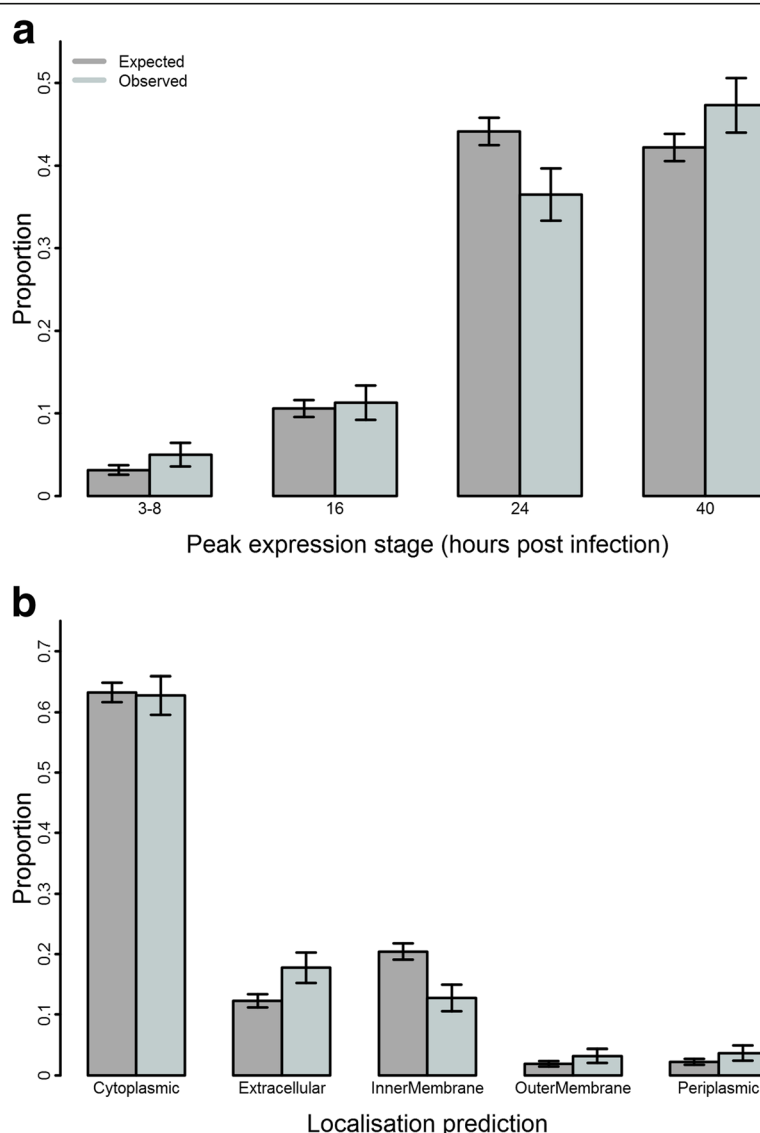 a
Expected
Observed
Proportion
0.5
0.4
0.3
0.2
0.1
0
3-8 16 24 40
Peak expression stage (hours post infection)
b
Proportion
0.7
0.6
0.5
0.4
0.3
0.2
0.1
0
Cytoplasmic Extracellular InnerMembrane OuterMembrane Periplasmic
Localisation prediction